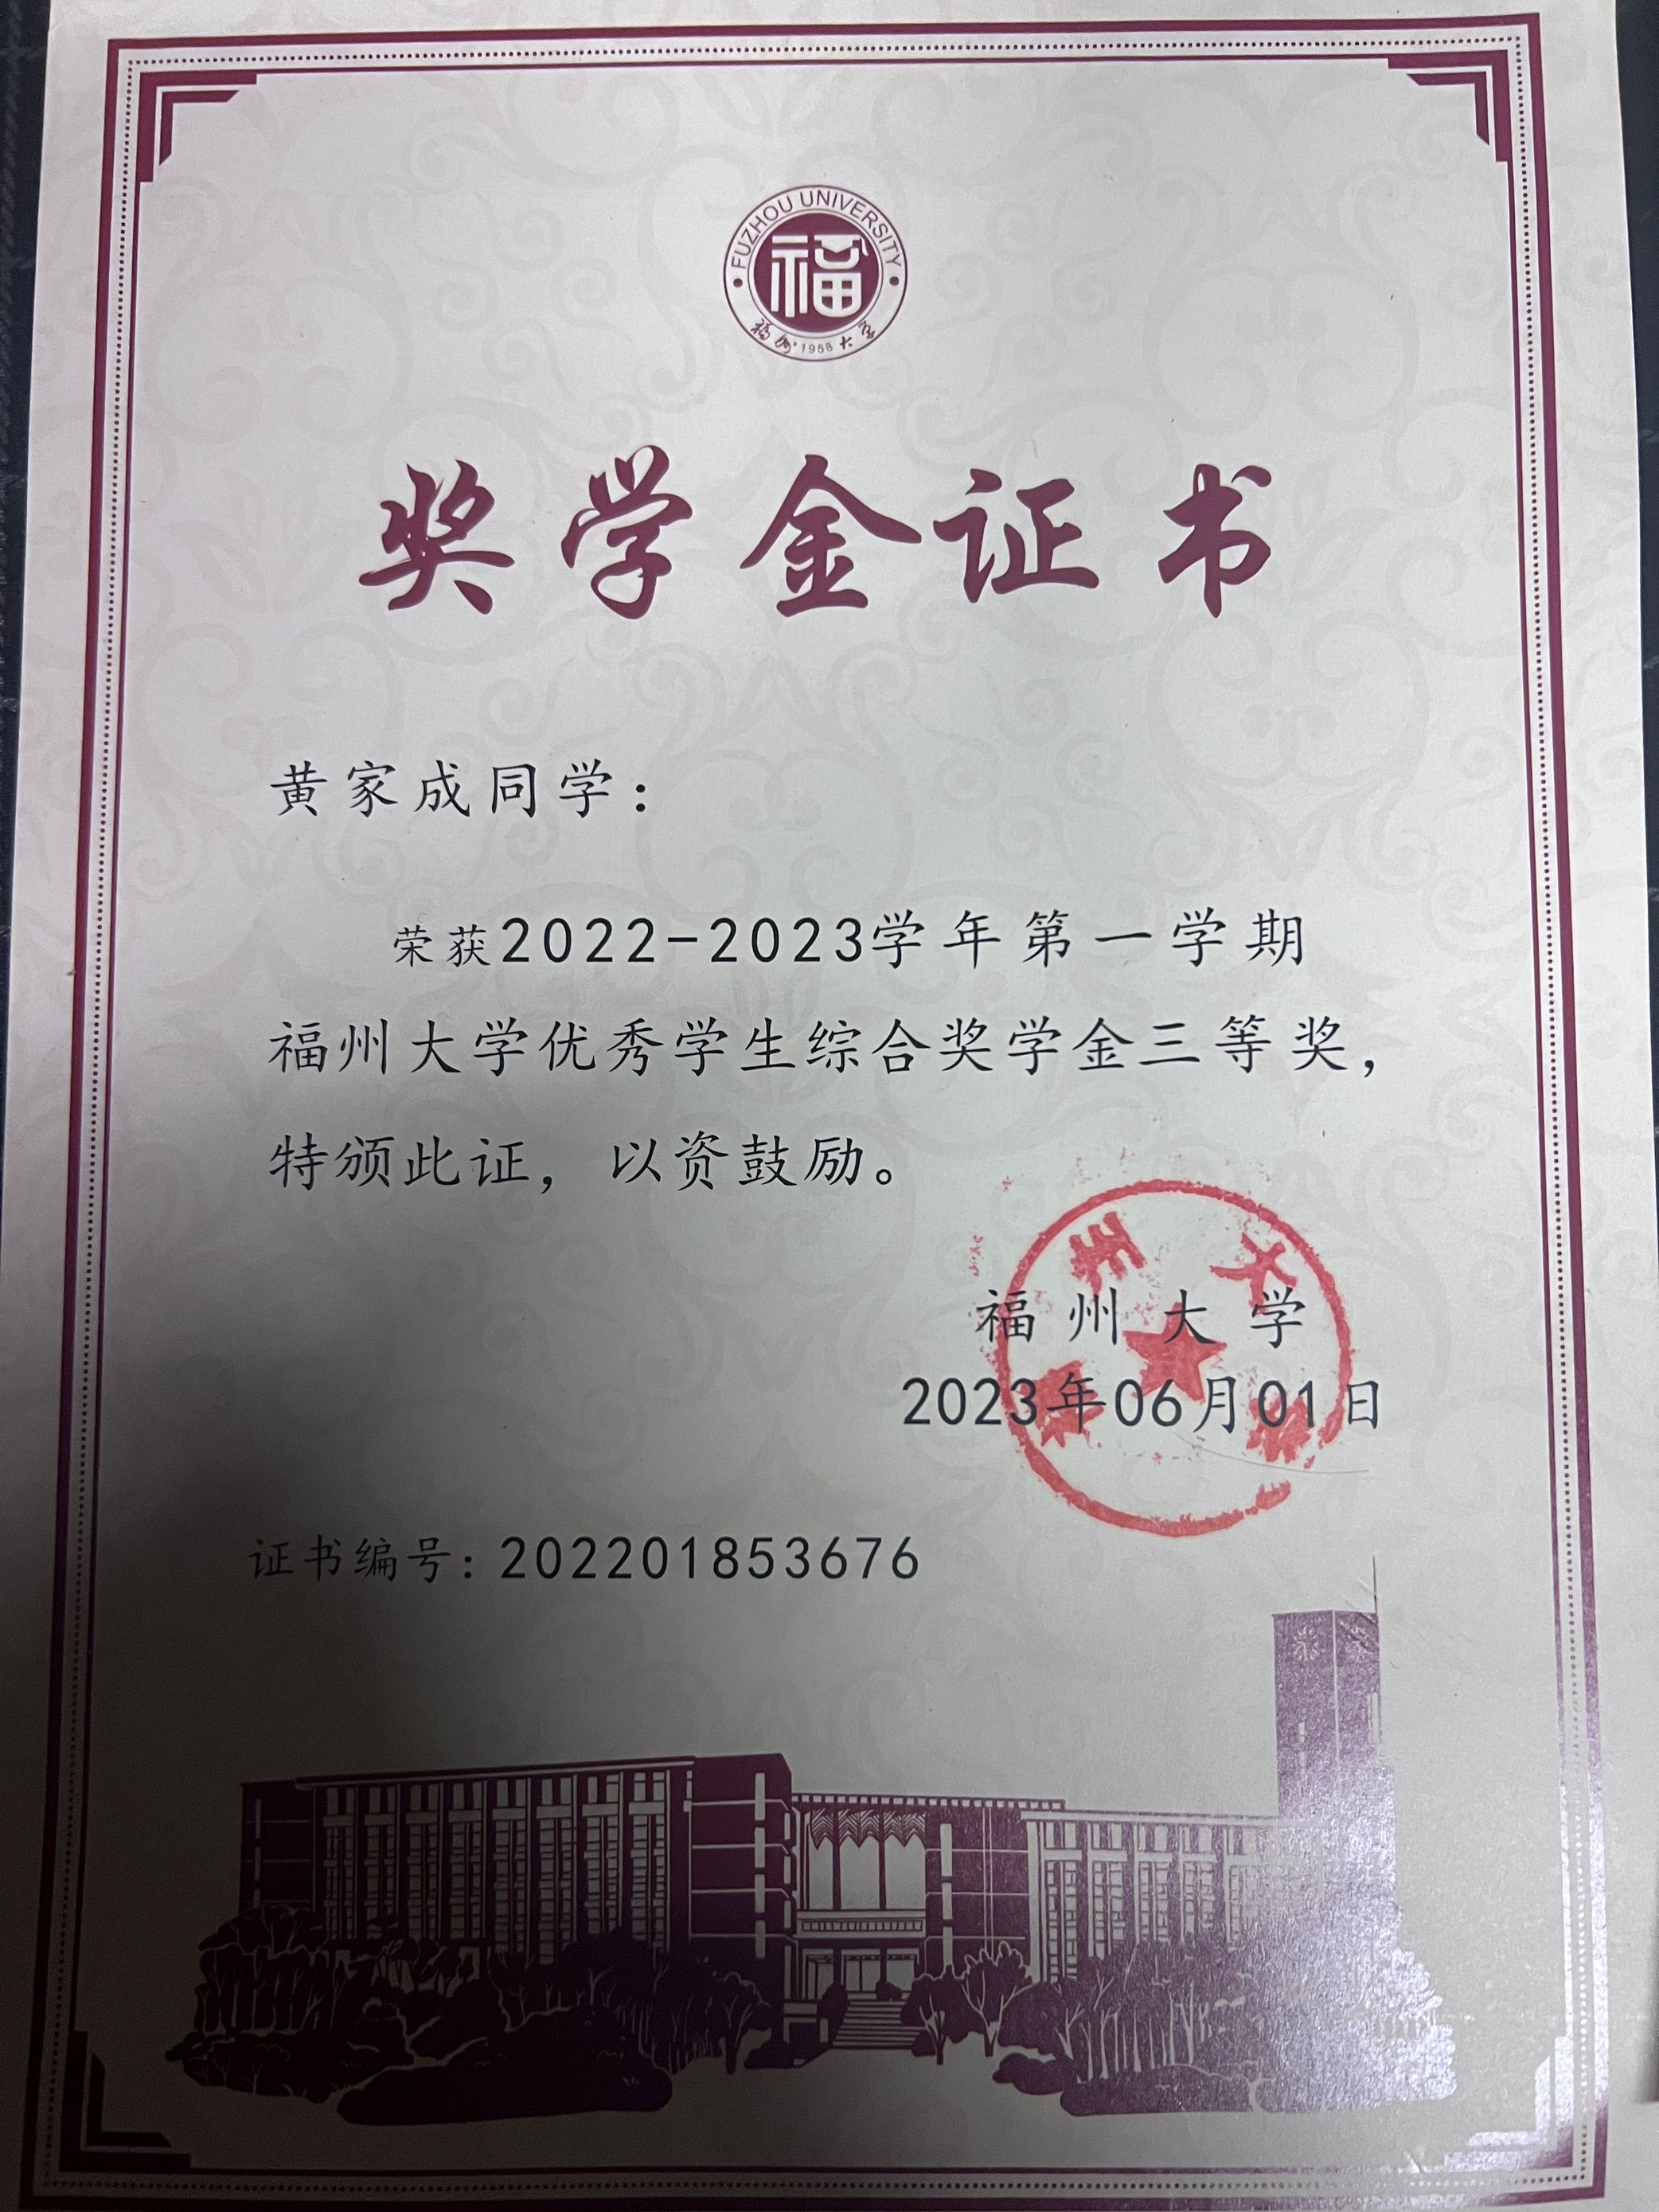 FUZHOU UNIVERSITY
福
福州大学
1958
奖学金证书
黄家成同学：
荣获2022-2023学年第一学期
福州大学优秀学生综合奖学金三等奖，
特颁此证，以资鼓励。
福州大学
2023年06月01日
证书编号：202201853676